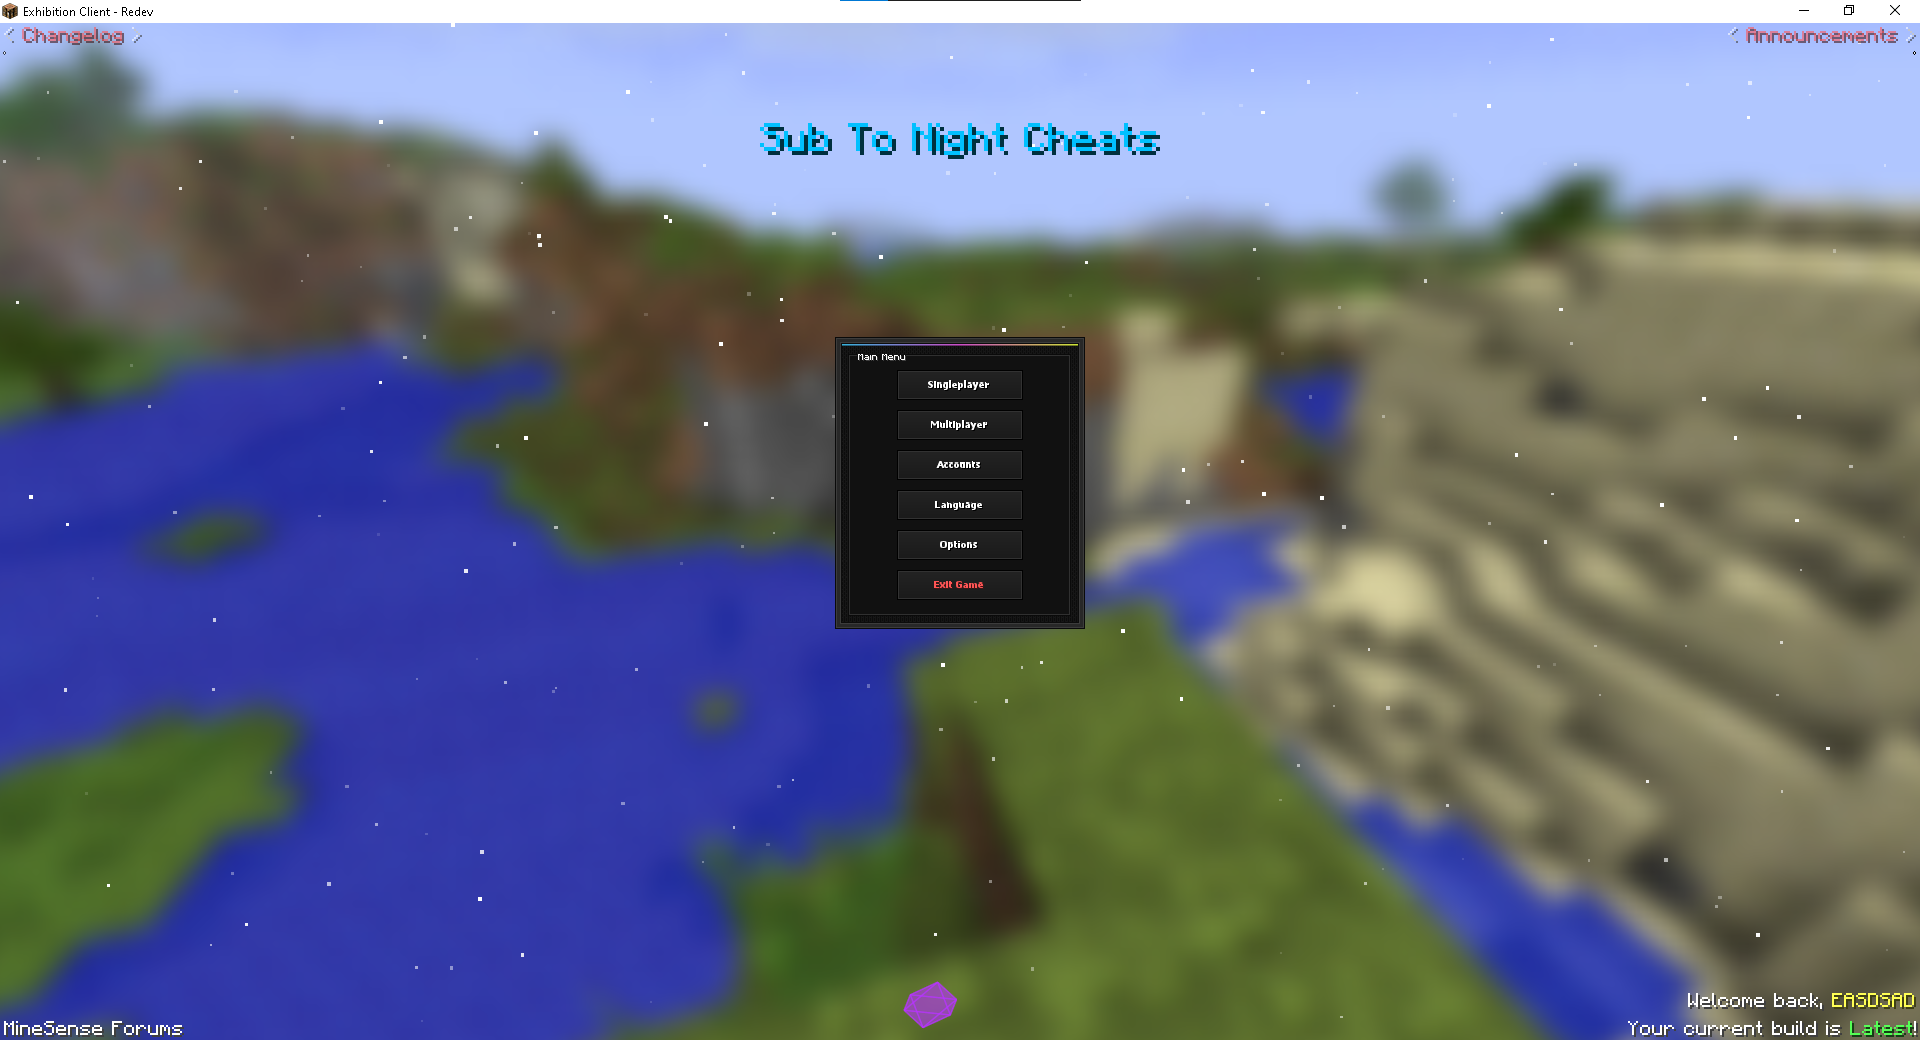 Exhibition Client - Redev
Changelog
Announcements
Sub To Night Cheats
Main Menu
Singleplayer
Multiplayer
Accounts
Language
Options
Exit Game
Welcome back, EASDSAD
MineSense Forums
Your current build is Latest!